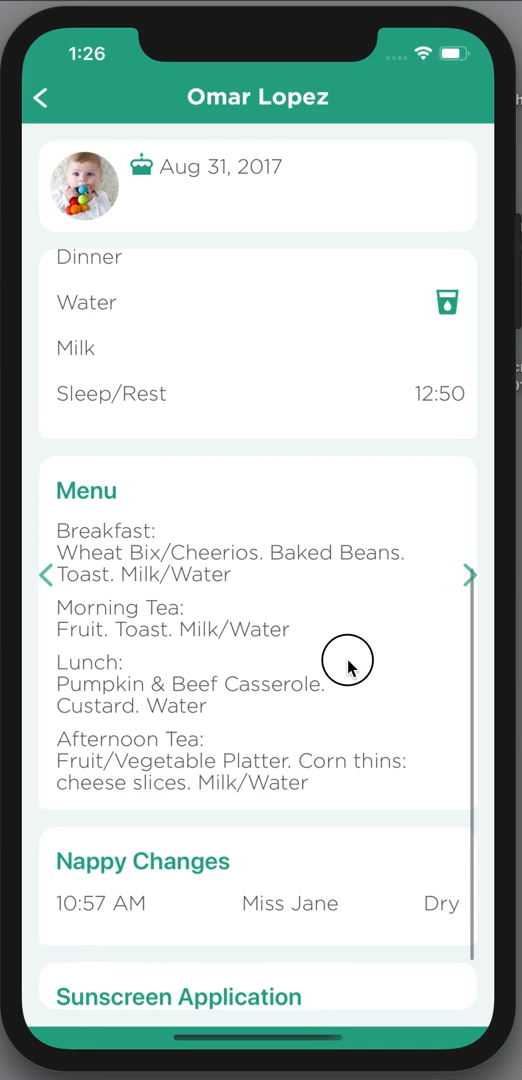 1:26
Omar Lopez
Aug 31, 2017
Dinner
Water
Milk
Sleep/Rest 12:50
Menu
Breakfast:
Wheat Bix/Cheerios. Baked Beans.
Toast. Milk/Water
Morning Tea:
Fruit. Toast. Milk/Water
Lunch:
Pumpkin & Beef Casserole.
Custard. Water
Afternoon Tea:
Fruit/Vegetable Platter. Corn thins:
cheese slices. Milk/Water
Nappy Changes
10:57 AM Miss Jane Dry
Sunscreen Application